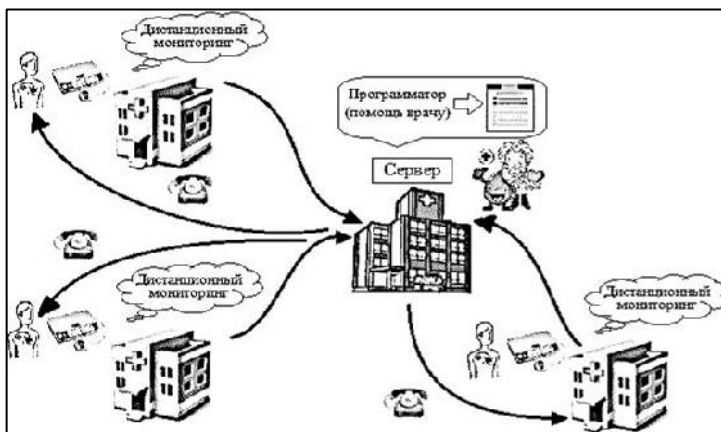 Дистанционный
мониторинг
Программатор
(помощь врачу)
Сервер
Дистанционный
мониторинг
Дистанционный
мониторинг